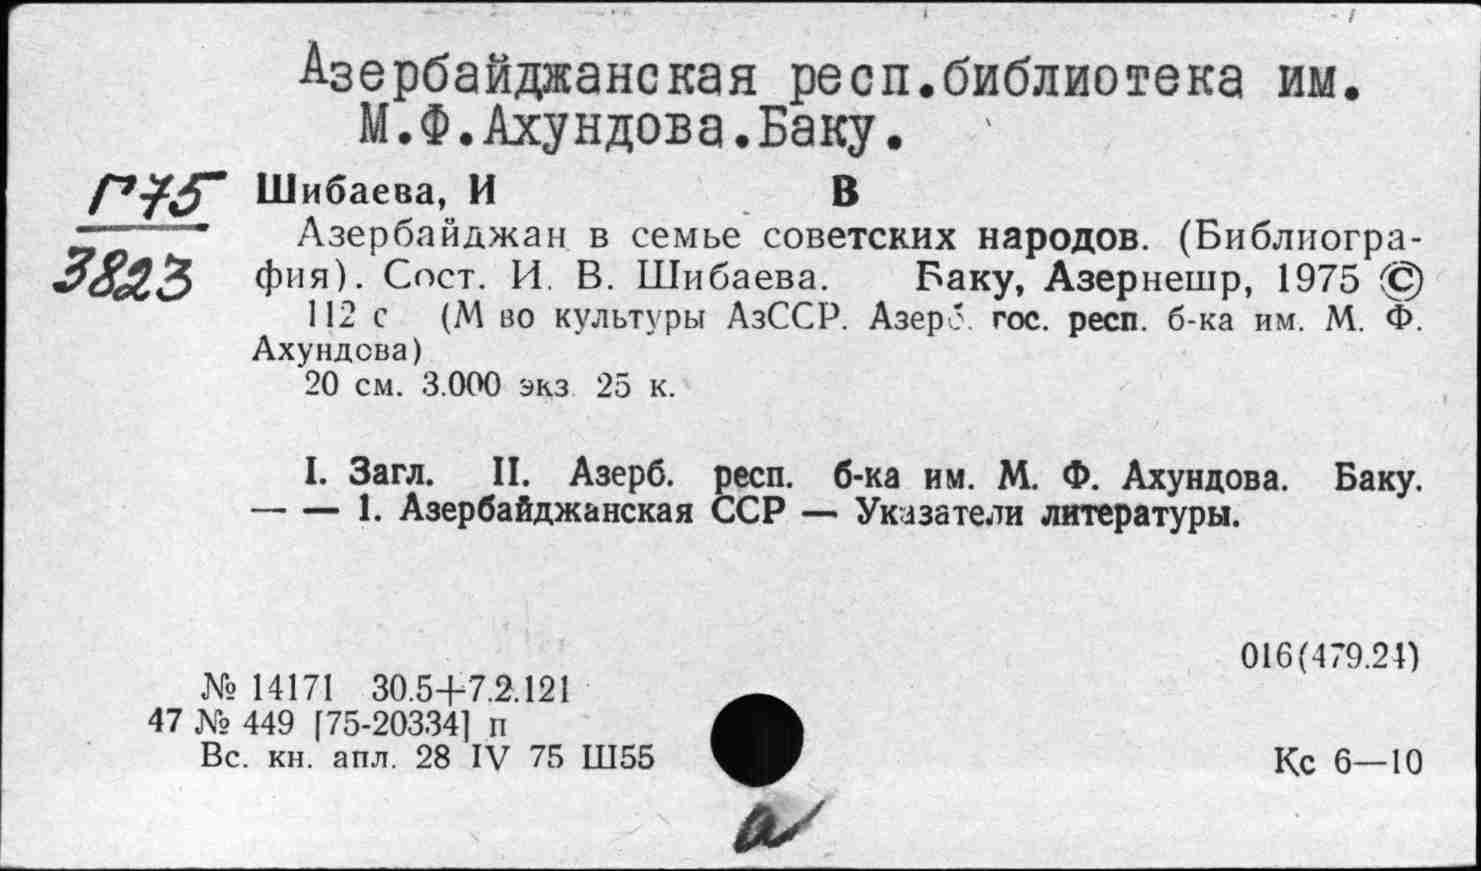 Азербайджанская респ.библиотека им.
М.Ф.Ахундова.Баку.
Г75
3823
Шибаева, И В
Азербайджан в семье советских народов. (Библиогра-
фия). Сост. И. В. Шибаева. Баку, Азернешр, 1975 ©
112 с (М во культуры АзССР. Азерб. гос. респ. б-ка им. М. Ф.
Ахундова)
20 см. 3.000 экз 25 к.
I. Загл. II. Азерб. респ. б-ка им. М. Ф. Ахундова. Баку.
— — 1. Азербайджанская ССР — Указатели литературы.
016(479.24)
№ 14171 30.5+7.2.121
47 № 449 [75-20334] п
Вс. кн. апл. 28 IV 75 Ш55
Кс 6—10
а